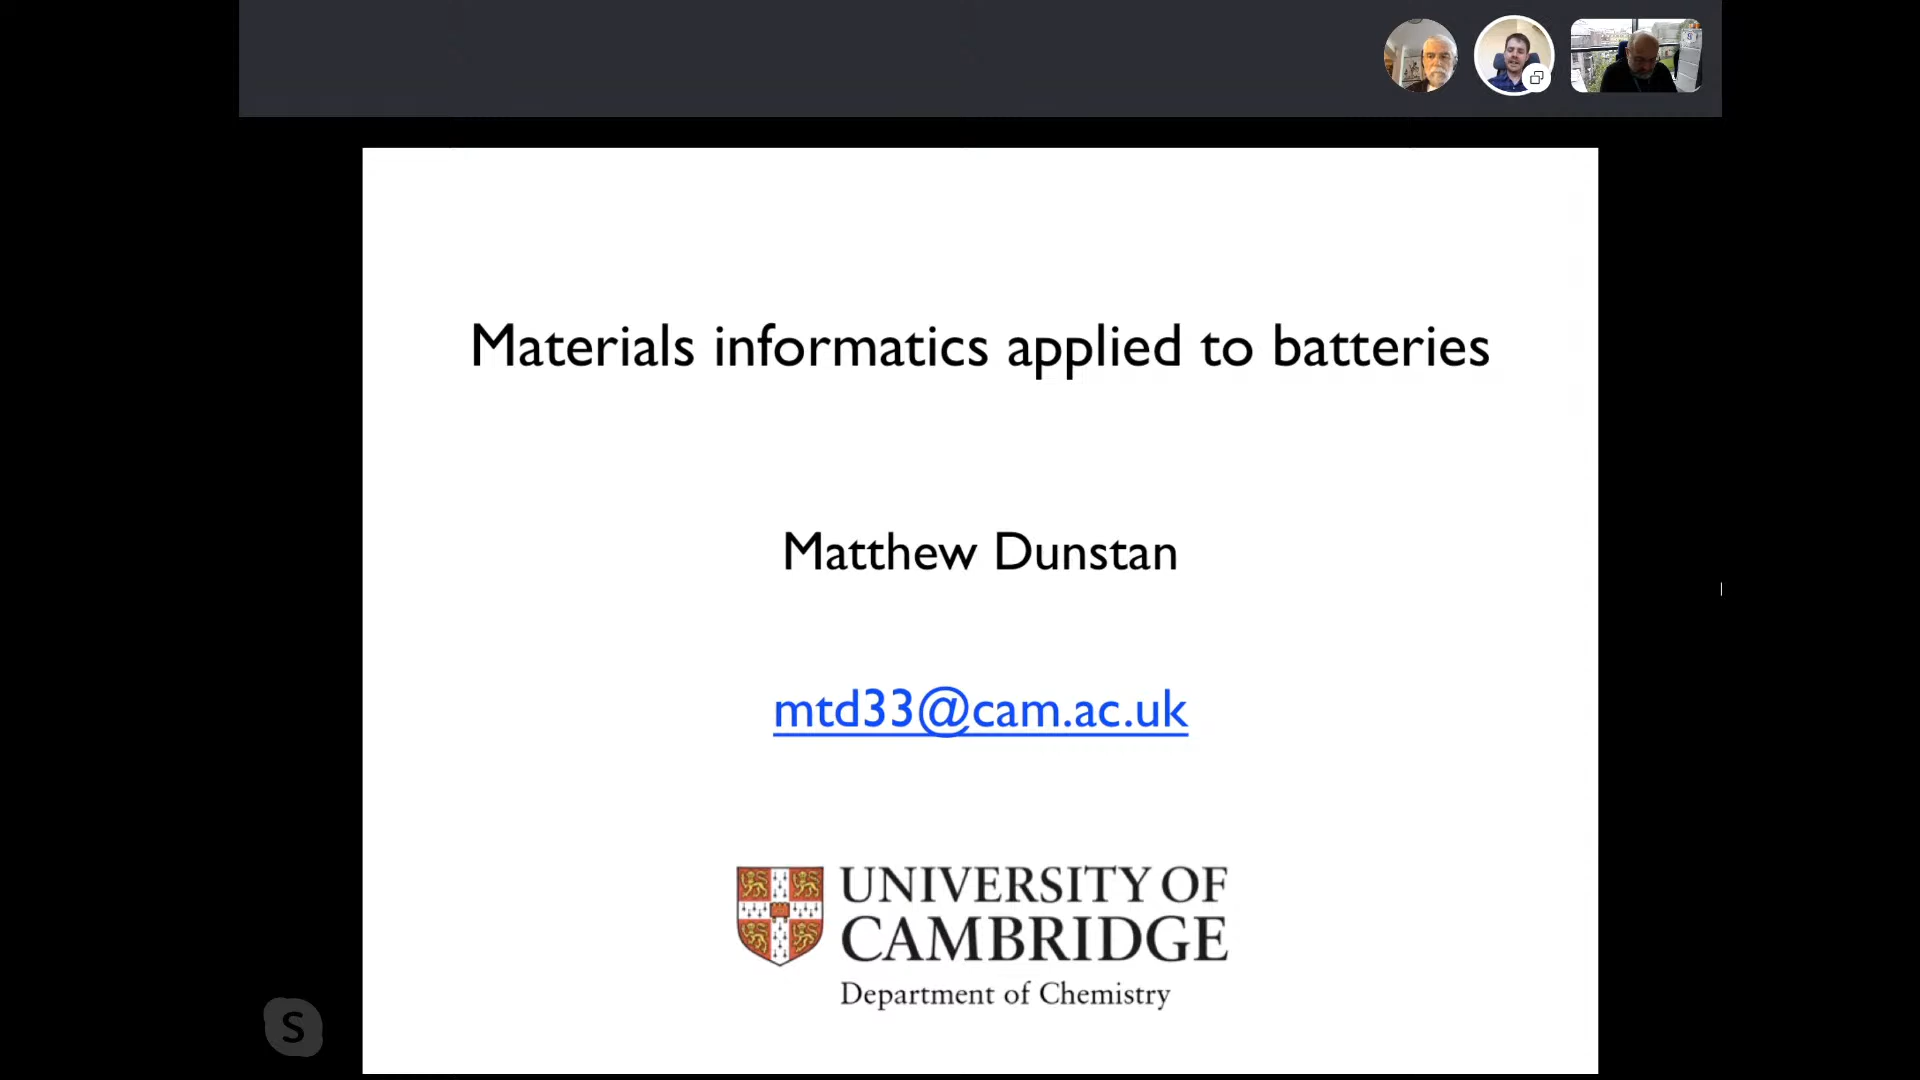 Materials informatics applied to batteries
Matthew Dunstan
mtd33@cam.ac.uk
UNIVERSITY OF
CAMBRIDGE
Department of Chemistry
S